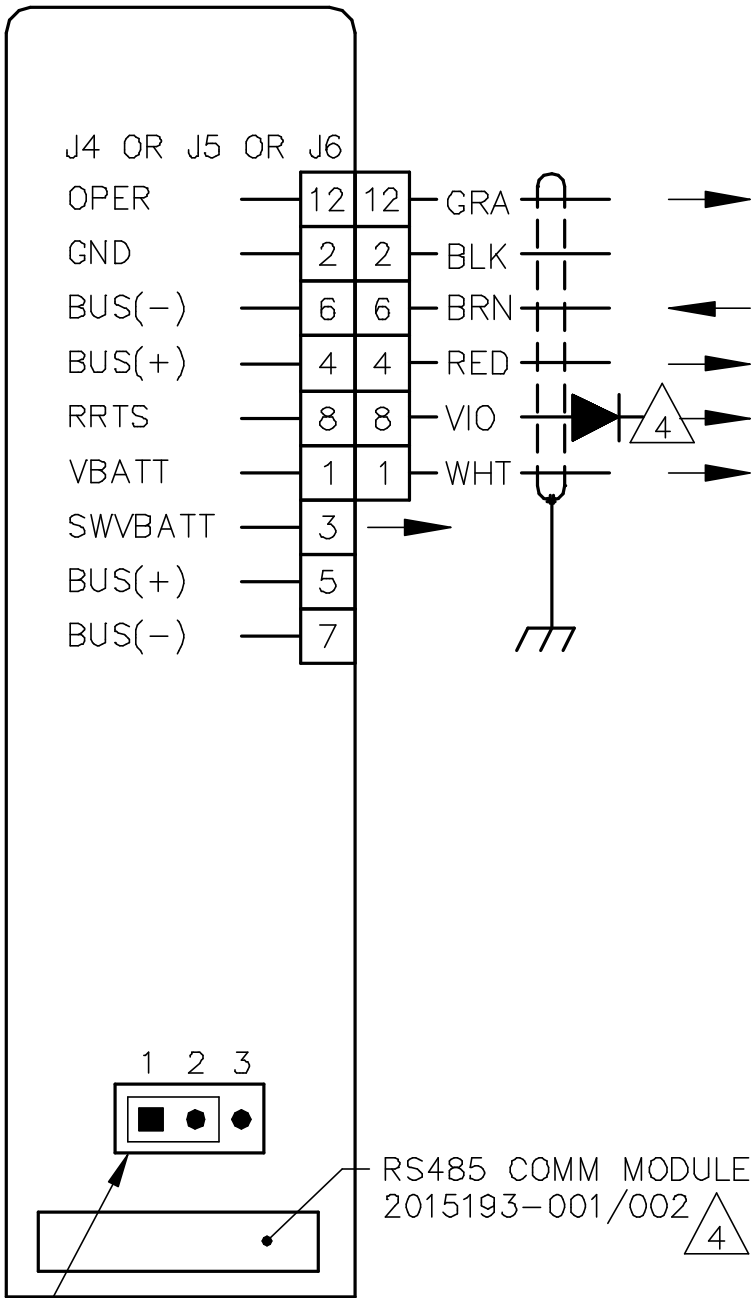 J4 OR J5 OR J6
OPER 12 12 GRA
GND 2 2 BLK
BUS(-) 6 6 BRN
BUS(+) 4 4 RED
RRTS 8 8 VIO 4
VBATT 1 1 WHT
SWVBATT 3
BUS(+) 5
BUS(-) 7
1 2 3
RS485 COMM MODULE
2015193-001/002 4